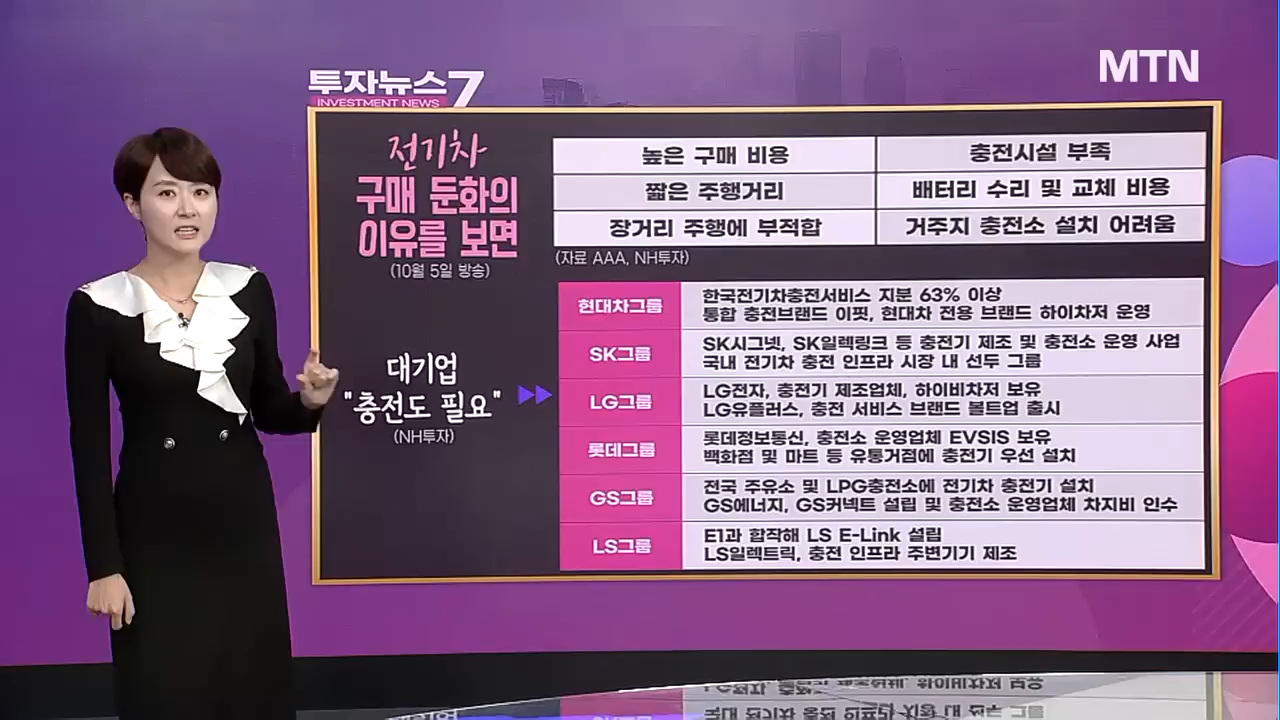 MTN
투자뉴스7
INVESTMENT NEWS
전기차
구매 둔화의
이유를 보면
(10월 5일 방송)
높은 구매 비용
충전시설 부족
짧은 주행거리
배터리 수리 및 교체 비용
장거리 주행에 부적합
거주지 충전소 설치 어려움
(자료 AAA, NH투자)
대기업
"충전도 필요"
(NH투자)
현대차그룹
한국전기차충전서비스 지분 63% 이상
통합 충전브랜드 이핏, 현대차 전용 브랜드 하이차저 운영
SK그룹
SK시그넷, SK일렉링크 등 충전기 제조 및 충전소 운영 사업
국내 전기차 충전 인프라 시장 내 선두 그룹
LG그룹
LG전자, 충전기 제조업체, 하이비차저 보유
LG유플러스, 충전 서비스 브랜드 볼트업 출시
롯데그룹
롯데정보통신, 충전소 운영업체 EVSIS 보유
백화점 및 마트 등 유통거점에 충전기 우선 설치
GS그룹
전국 주유소 및 LPG충전소에 전기차 충전기 설치
GS에너지, GS커넥트 설립 및 충전소 운영업체 차지비 인수
LS그룹
E1과 합작해 LS E-Link 설립
LS일렉트릭, 충전 인프라 주변기기 제조